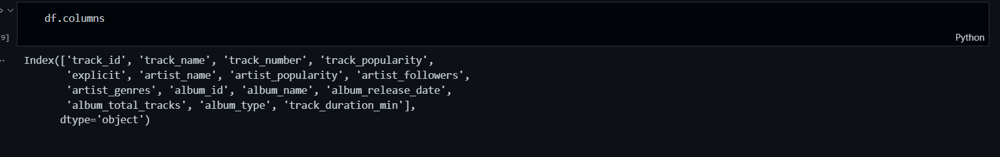 df.columns
9]
Python
Index(['track_id', 'track_name', 'track_number', 'track_popularity',
'explicit', 'artist_name', 'artist_popularity', 'artist_followers',
'artist_genres', 'album_id', 'album_name', 'album_release_date',
'album_total_tracks', 'album_type', 'track_duration_min'],
dtype='object')